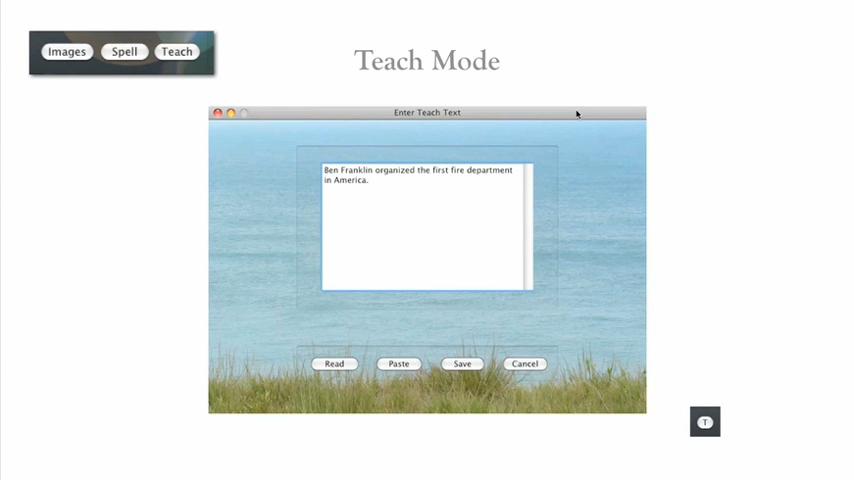 Images Spell Teach
Teach Mode
Enter Teach Text
Ben Franklin organized the first fire department
in America.
Read Paste Save Cancel
T